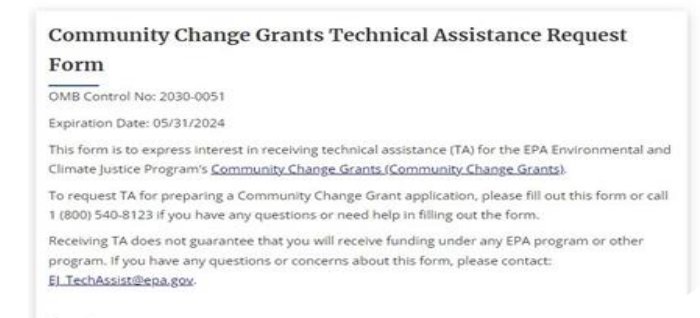 Community Change Grants Technical Assistance Request
Form
OMB Control No: 2030-0051
Expiration Date: 05/31/2024
This form is to express interest in receiving technical assistance (TA) for the EPA Environmental and
Climate Justice Program's Community Change Grants (Community Change Grants).
To request TA for preparing a Community Change Grant application, please fill out this form or call
1 (800) 540-8123 if you have any questions or need help in filling out the form.
Receiving TA does not guarantee that you will receive funding under any EPA program or other
program. If you have any questions or concerns about this form, please contact:
EJ_TechAssist@epa.gov.